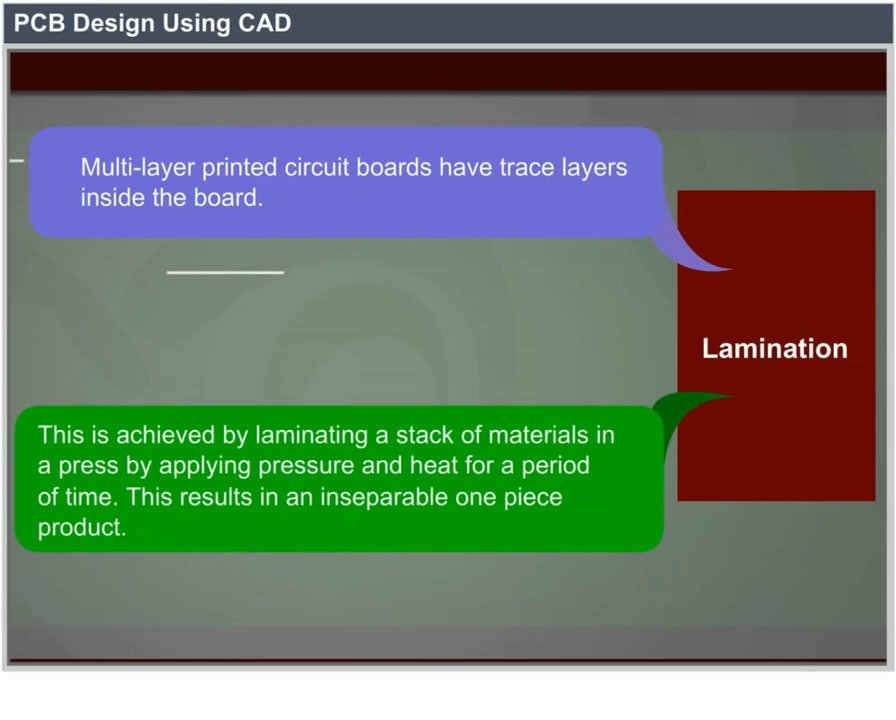 PCB Design Using CAD
Multi-layer printed circuit boards have trace layers
inside the board.
Lamination
This is achieved by laminating a stack of materials in
a press by applying pressure and heat for a period
of time. This results in an inseparable one piece
product.